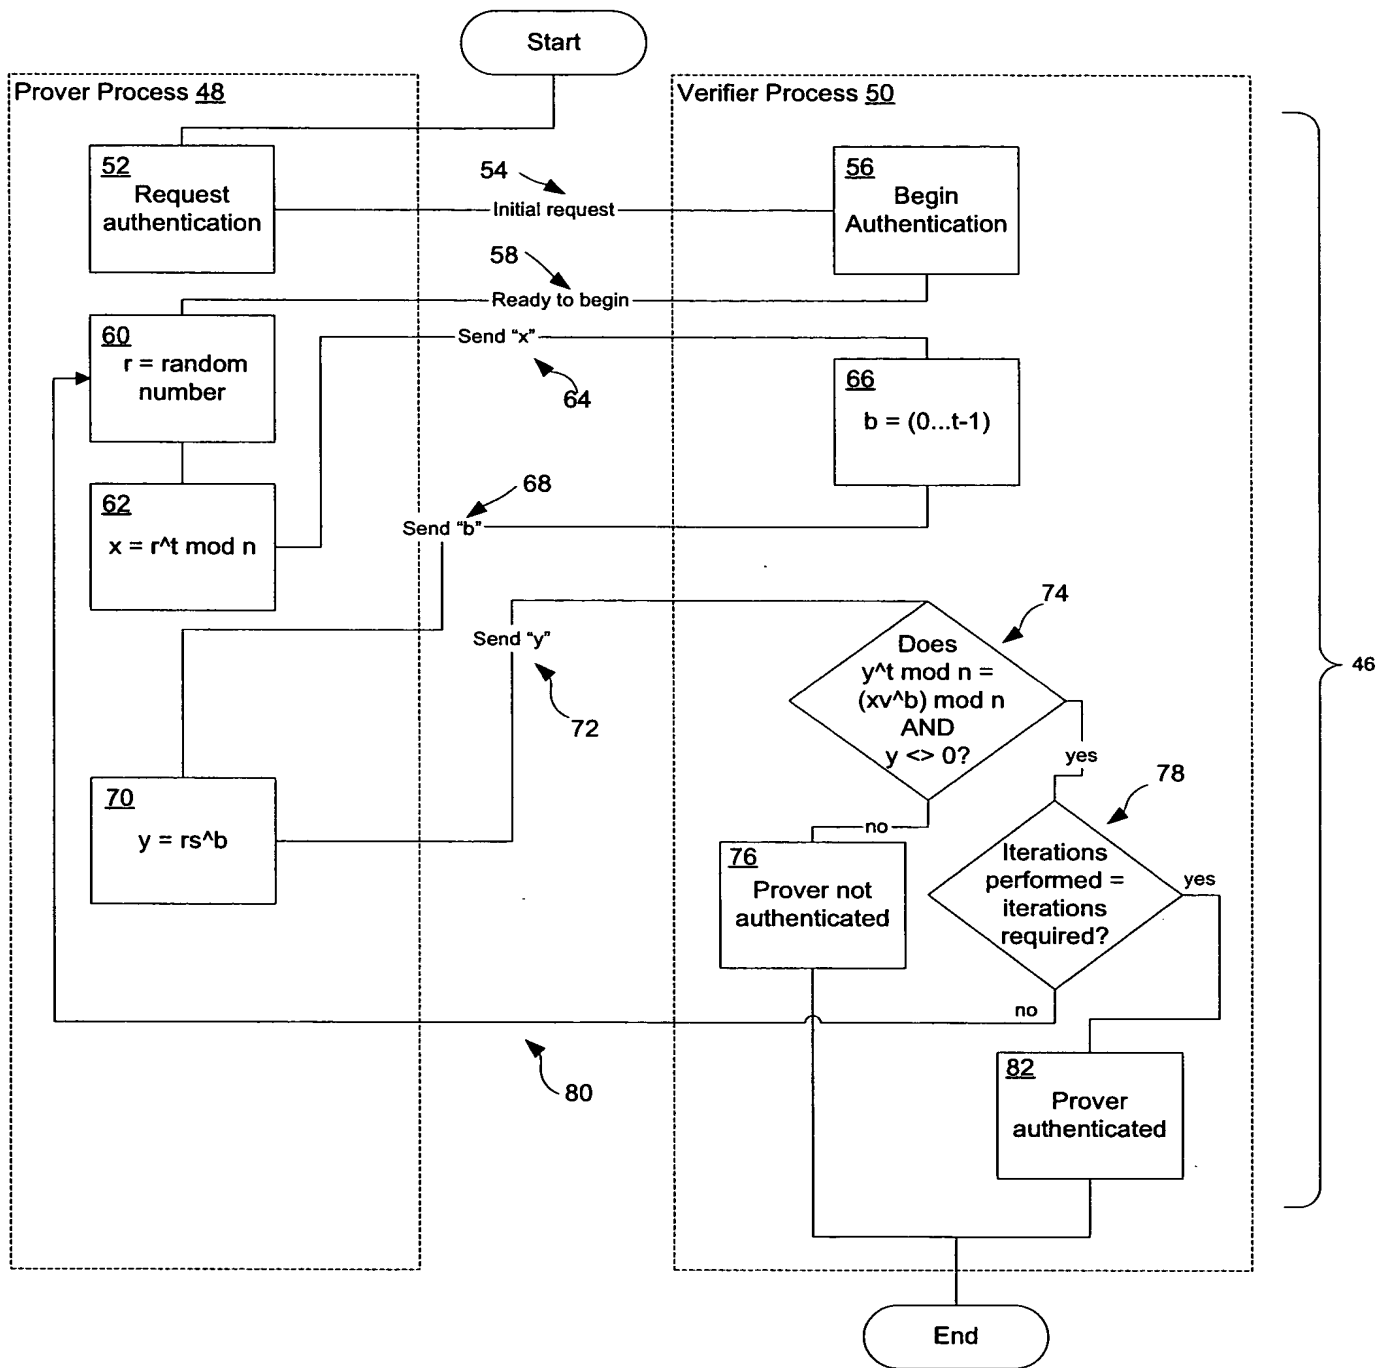 Start
Prover Process 48
Verifier Process 50
52
Request
authentication
54
Initial request
56
Begin
Authentication
58
Ready to begin
60
r = random
number
Send "x"
64
66
b = (0...t-1)
62
x = r^t mod n
68
Send "b"
74
Send "y"
72
Does
y^t mod n =
(xv^b) mod n
AND
y <> 0?
46
yes
78
70
y = rs^b
no
76
Prover not
authenticated
Iterations
performed =
iterations
required?
yes
no
80
82
Prover
authenticated
End